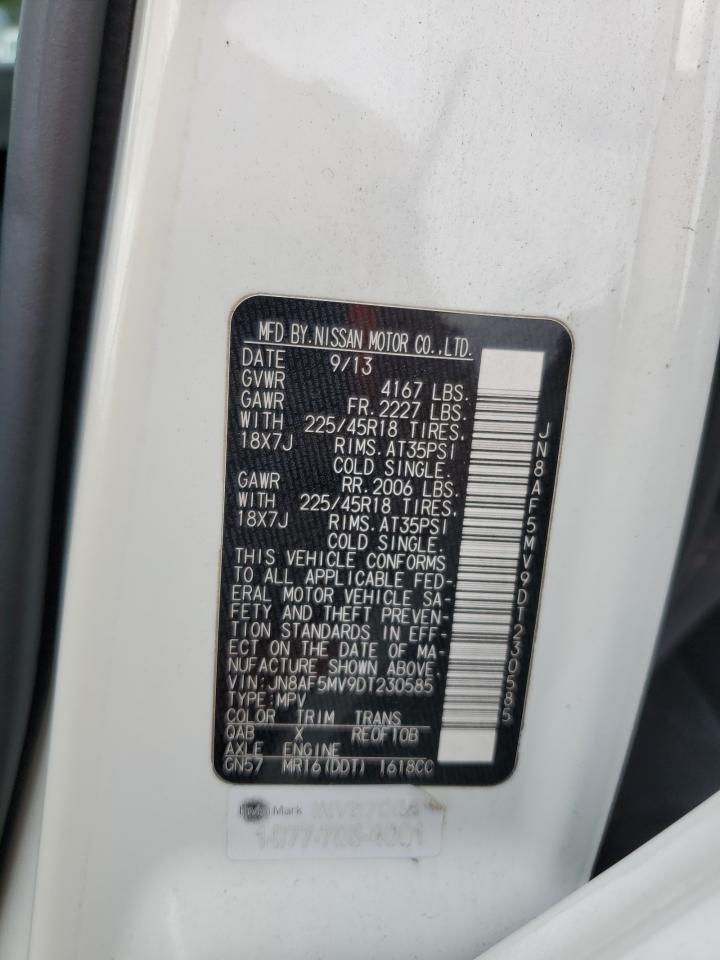 MFD BY.NISSAN MOTOR CO.,LTD.
DATE 9/13
GVWR 4167 LBS.
GAWR FR.2227 LBS.
WITH 225/45R18 TIRES.
18X7J RIMS.AT35PSI
COLD SINGLE.
GAWR RR.2006 LBS.
WITH 225/45R18 TIRES.
18X7J RIMS.AT35PSI
COLD SINGLE.
THIS VEHICLE CONFORMS
TO ALL APPLICABLE FED-
ERAL MOTOR VEHICLE SA-
FETY AND THEFT PREVEN-
TION STANDARDS IN EFF-
ECT ON THE DATE OF MA-
NUFACTURE SHOWN ABOVE.
VIN:JN8AF5MV9DT230585
TYPE:MPV
COLOR TRIM TRANS
QAB X RE0F10B
AXLE ENGINE
GN57 MR16(DDT) 1618CC
JN8AF5MV9DT230585
Mark